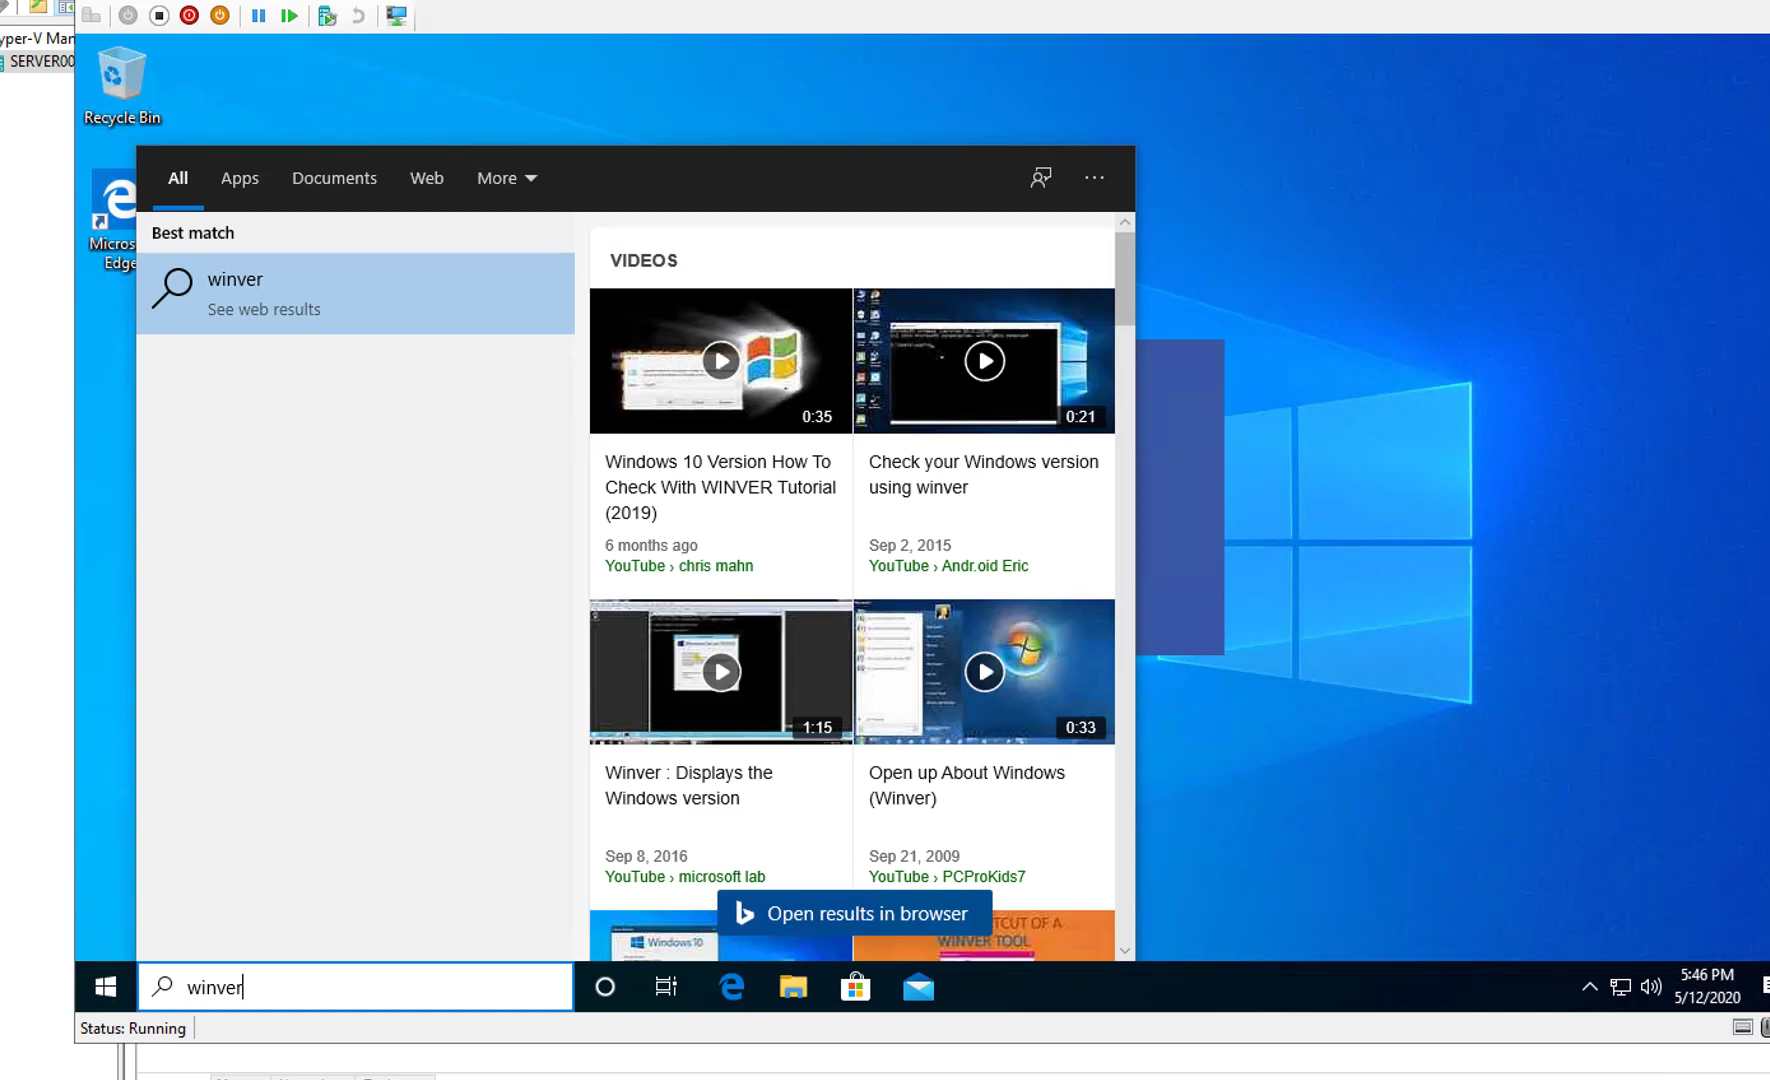 yper-V Man
SERVER00
Recycle Bin
Micros
Edge
All
Apps
Documents
Web
More
Best match
winver
See web results
VIDEOS
0:35
0:21
Windows 10 Version How To
Check With WINVER Tutorial
(2019)
6 months ago
YouTube › chris mahn
Check your Windows version
using winver
Sep 2, 2015
YouTube › Andr.oid Eric
1:15
0:33
Winver : Displays the
Windows version
Sep 8, 2016
YouTube › microsoft lab
Open up About Windows
(Winver)
Sep 21, 2009
YouTube › PCProKids7
Windows 10
TCUT OF A
WINVER TOOL
Open results in browser
winver
5:46 PM
5/12/2020
Status: Running